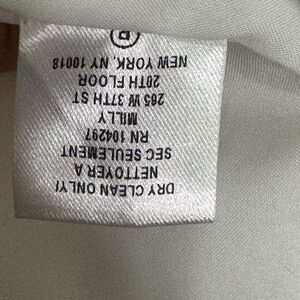 DRY CLEAN ONLY!
NETTOYER A
SEC SEULEMENT
RN 104297
MILLY
265 W 37TH ST
20TH FLOOR
NEW YORK, NY 10018
Ⓟ